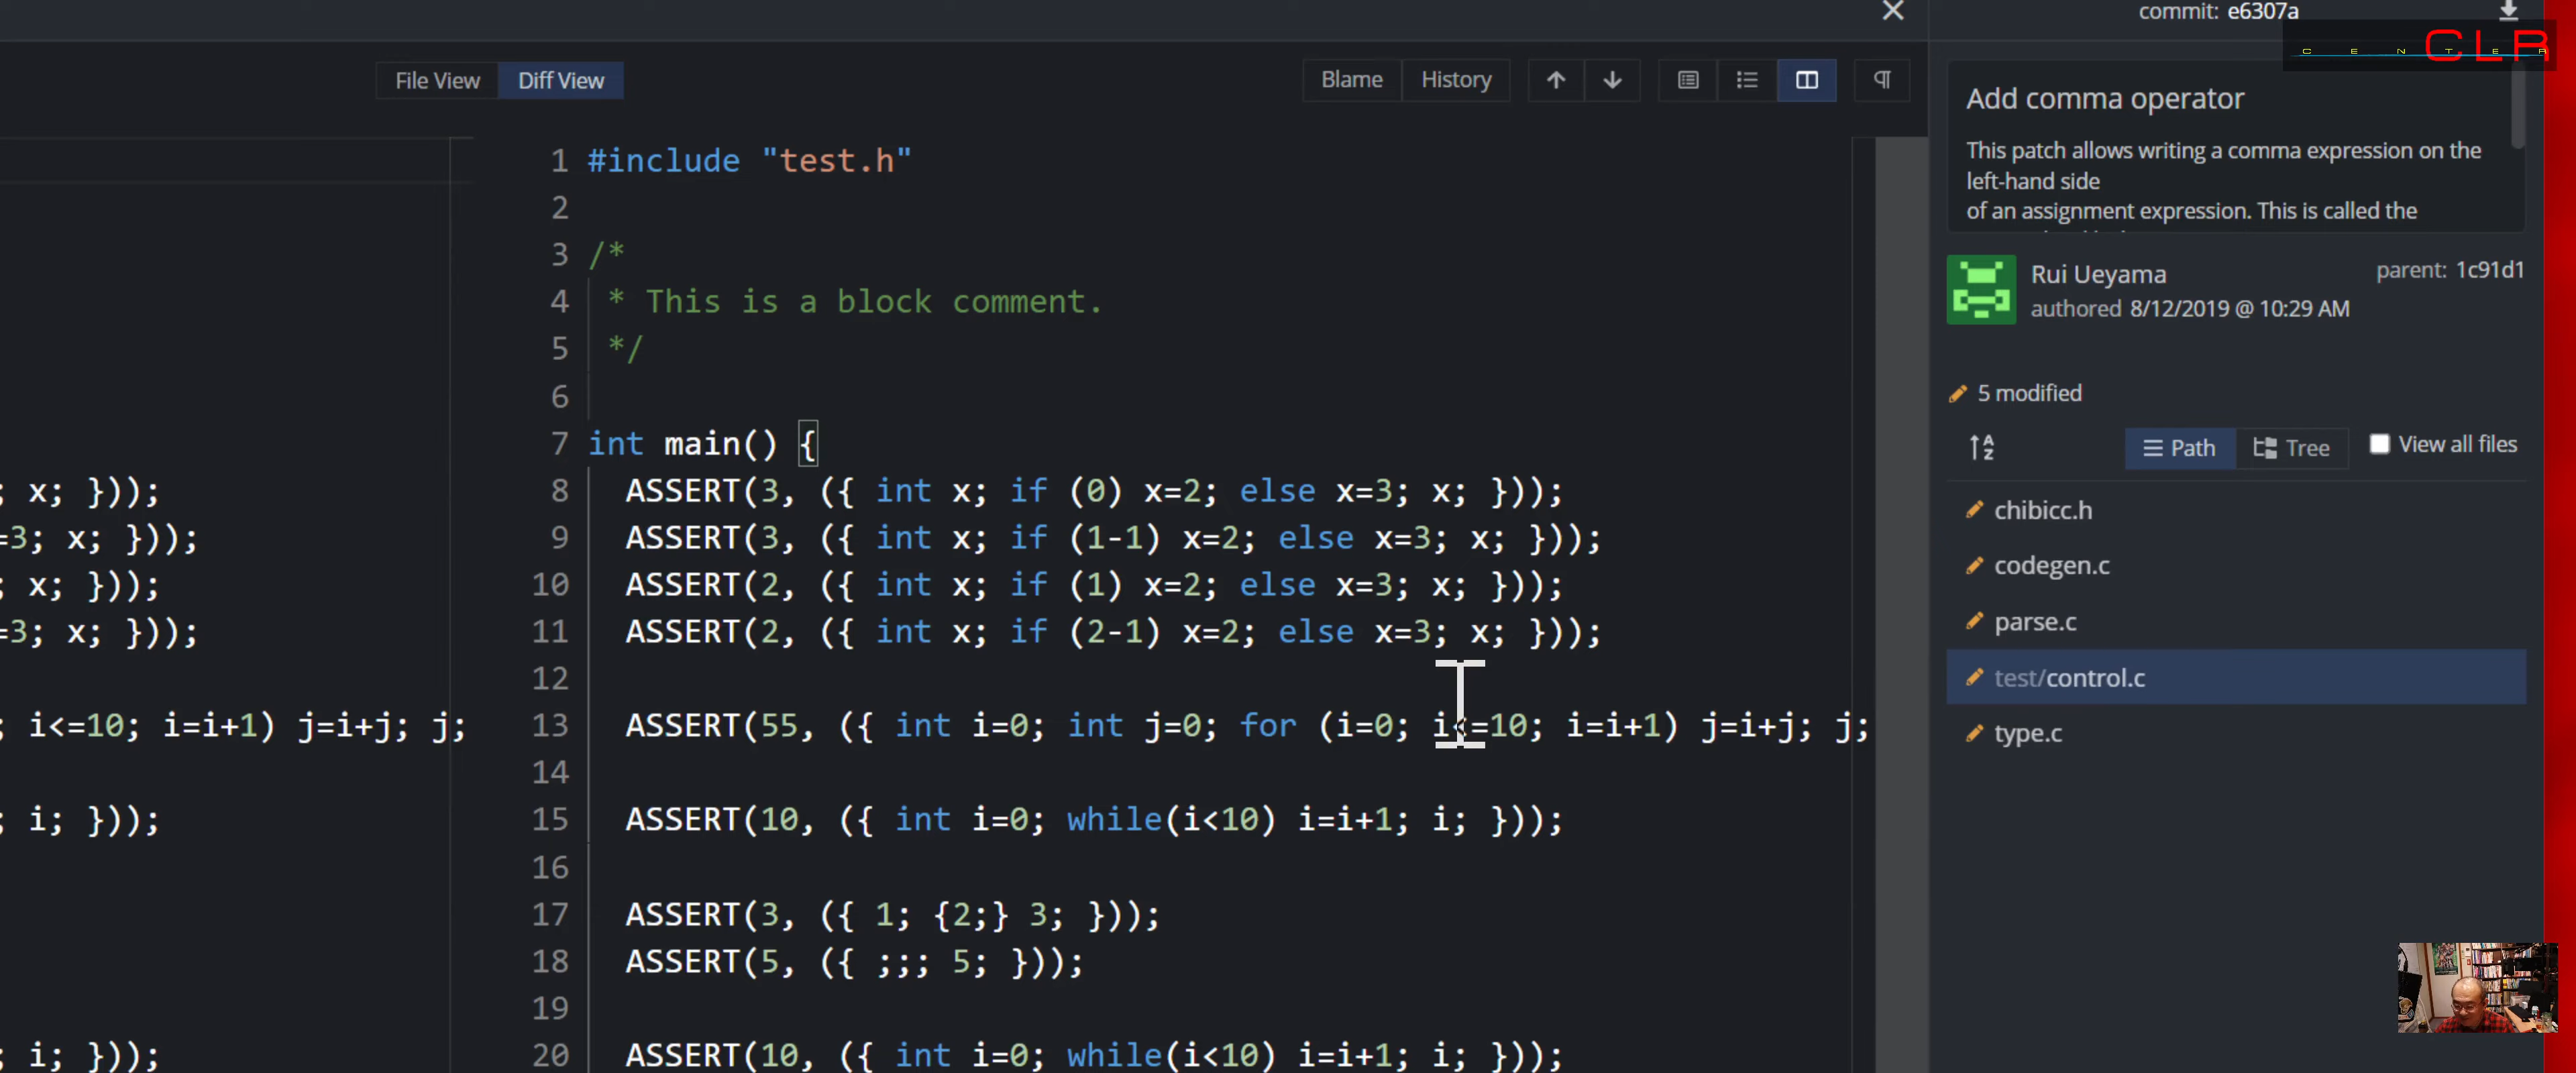 commit: e6307a
CENTER CLR
File View Diff View Blame History
Add comma operator
This patch allows writing a comma expression on the
left-hand side
of an assignment expression. This is called the
Rui Ueyama parent: 1c91d1
authored 8/12/2019 @ 10:29 AM
5 modified
Path Tree View all files
chibicc.h
codegen.c
parse.c
test/control.c
type.c
; x; }));
=3; x; }));
; x; }));
=3; x; }));
; i<=10; i=i+1) j=i+j; j;
; i; }));
; i; }));
1 #include "test.h"
2
3 /*
4 * This is a block comment.
5 */
6
7 int main() {
8 ASSERT(3, ({ int x; if (0) x=2; else x=3; x; }));
9 ASSERT(3, ({ int x; if (1-1) x=2; else x=3; x; }));
10 ASSERT(2, ({ int x; if (1) x=2; else x=3; x; }));
11 ASSERT(2, ({ int x; if (2-1) x=2; else x=3; x; }));
12
13 ASSERT(55, ({ int i=0; int j=0; for (i=0; i<=10; i=i+1) j=i+j; j;
14
15 ASSERT(10, ({ int i=0; while(i<10) i=i+1; i; }));
16
17 ASSERT(3, ({ 1; {2;} 3; }));
18 ASSERT(5, ({ ;;; 5; }));
19
20 ASSERT(10, ({ int i=0; while(i<10) i=i+1; i; }));